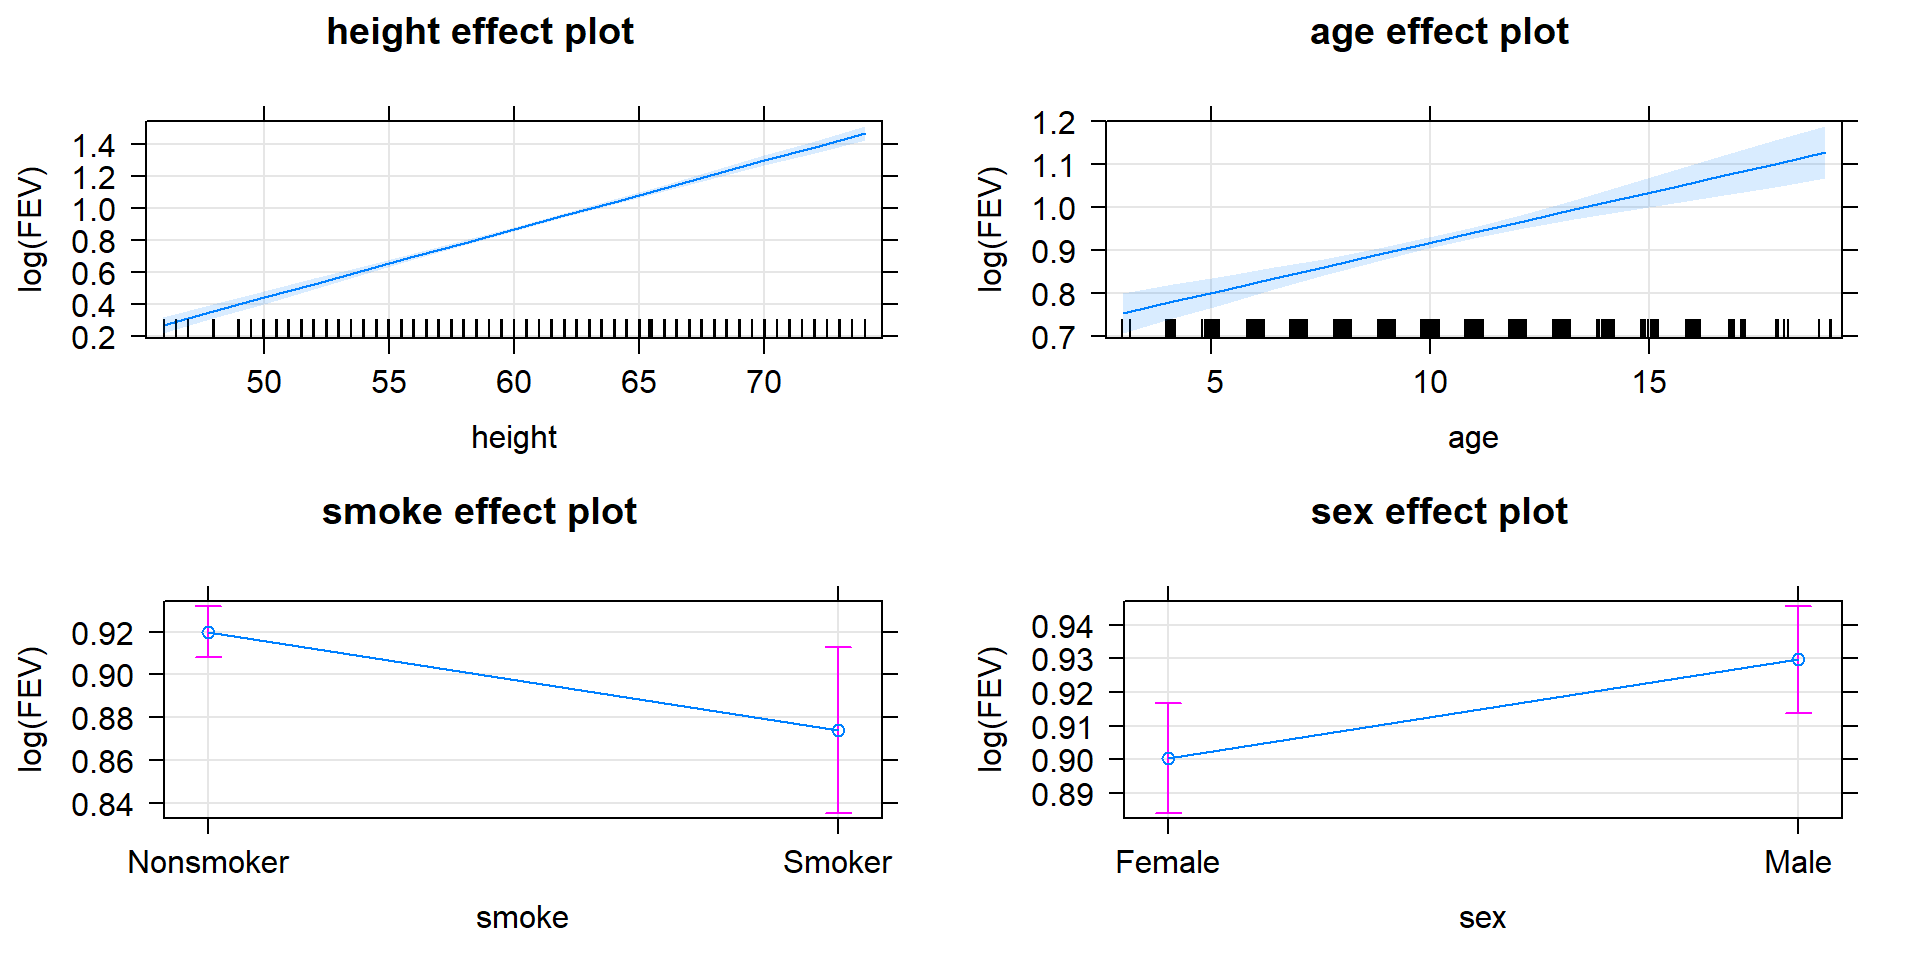 height effect plot
log(FEV)
1.4
1.2
1.0
0.8
0.6
0.4
0.2
50 55 60 65 70
height
age effect plot
log(FEV)
1.2
1.1
1.0
0.9
0.8
0.7
5 10 15
age
smoke effect plot
log(FEV)
0.92
0.90
0.88
0.86
0.84
Nonsmoker Smoker
smoke
sex effect plot
log(FEV)
0.94
0.93
0.92
0.91
0.90
0.89
Female Male
sex